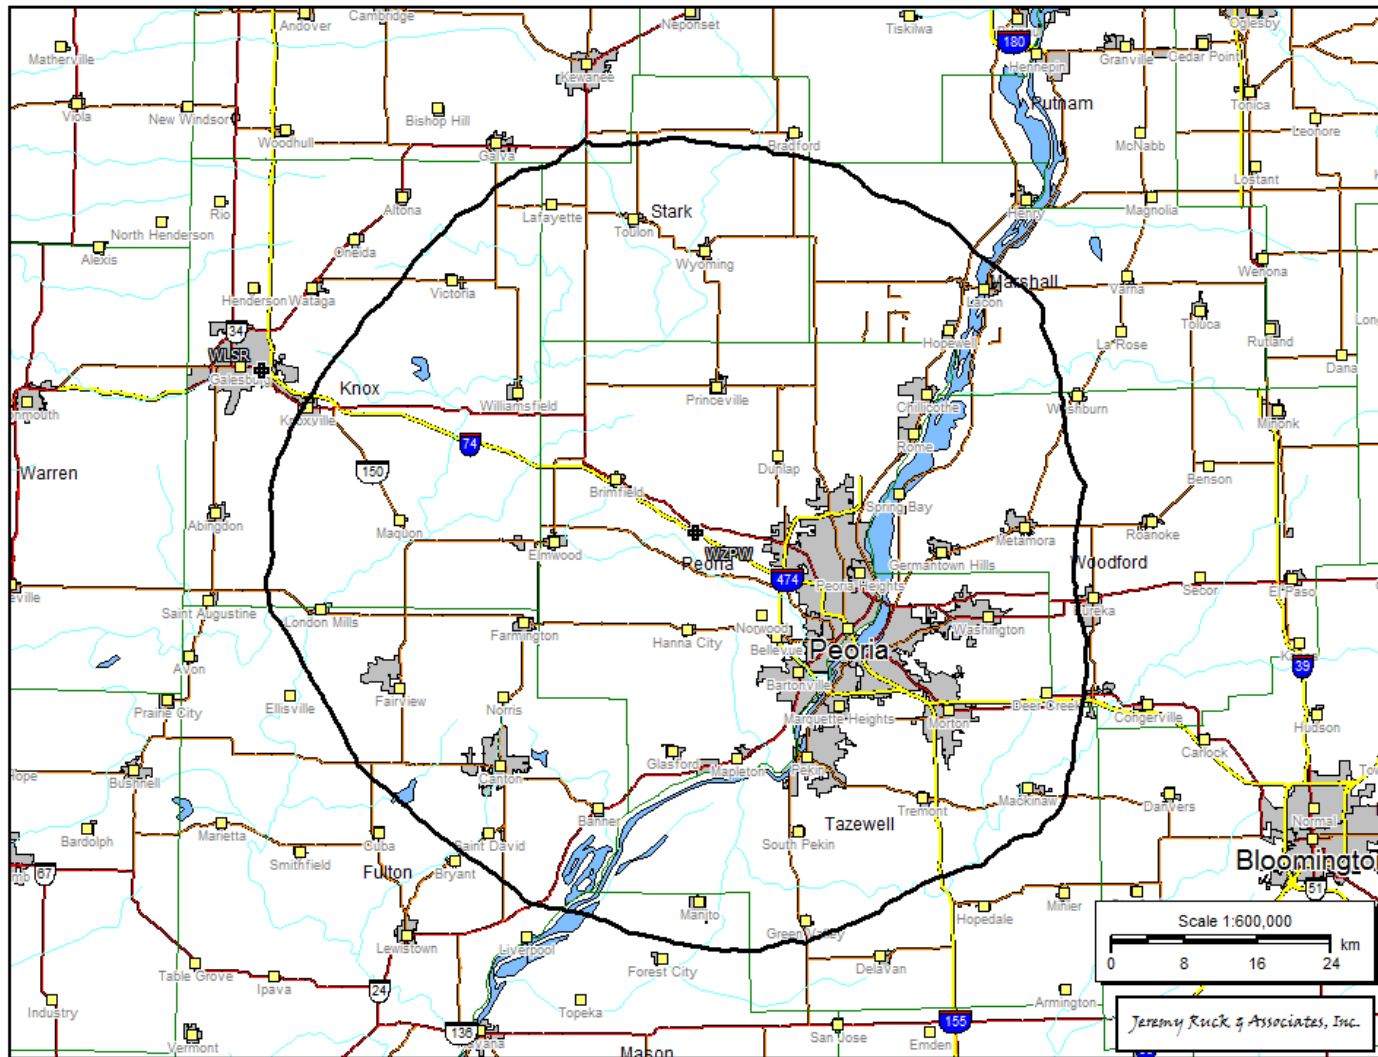 Andover
Cambridge
Neponset
Tiskilwa
Oglesby
180
Matherville
Kewanee
Hennepin
Granville
Cedar Point
Putnam
Viola
New Windsor
Bishop Hill
Tonica
Woodhull
Galva
Bradford
McNabb
Leonore
Lostant
Rio
Altona
Lafayette
Stark
Toulon
Henry
Magnolia
North Henderson
Oneida
Alexis
Wyoming
Wenona
Henderson
Wataga
Victoria
Marshall
Lacon
Varna
Toluca
34
Hopewell
La Rose
Rutland
WLSR
Galesburg
Dana
Knox
Williamsfield
Princeville
Chillicothe
Washburn
Knoxville
Minonk
Rome
74
Warren
150
Dunlap
Benson
Brimfield
Spring Bay
Abingdon
Maquon
Elmwood
Metamora
Roanoke
WZPW
Peoria
Germantown Hills
Woodford
474
Peoria Heights
Secor
El Paso
Saint Augustine
London Mills
Eureka
Farmington
Hanna City
Norwood
Washington
Bellevue
Peoria
Avon
39
Bartonville
Ellisville
Fairview
Norris
Deer Creek
Prairie City
Marquette Heights
Morton
Congerville
Hudson
Carlock
Glasford
Mapleton
Pekin
Bushnell
Canton
Tremont
Mackinaw
Danvers
Banner
Normal
Marietta
Tazewell
Bardolph
Cuba
Saint David
South Pekin
Smithfield
Bryant
Fulton
Bloomington
67
51
Manito
Hopedale
Minier
Green Valley
Lewistown
Liverpool
Forest City
Delavan
Table Grove
Ipava
24
Topeka
Armington
Industry
136
155
San Jose
Emden
Vermont
Mason
Scale 1:600,000
km
0 8 16 24
Jeremy Ruck & Associates, Inc.